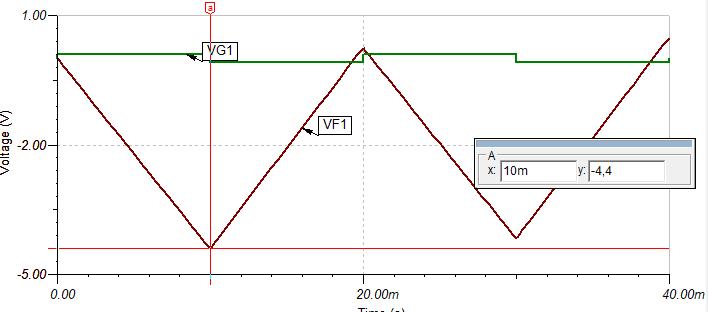 a
1.00
VG1
VF1
Voltage (V)
-2.00
A
x: 10m y: -4,4
-5.00
0.00 20.00m 40.00m
Time (s)